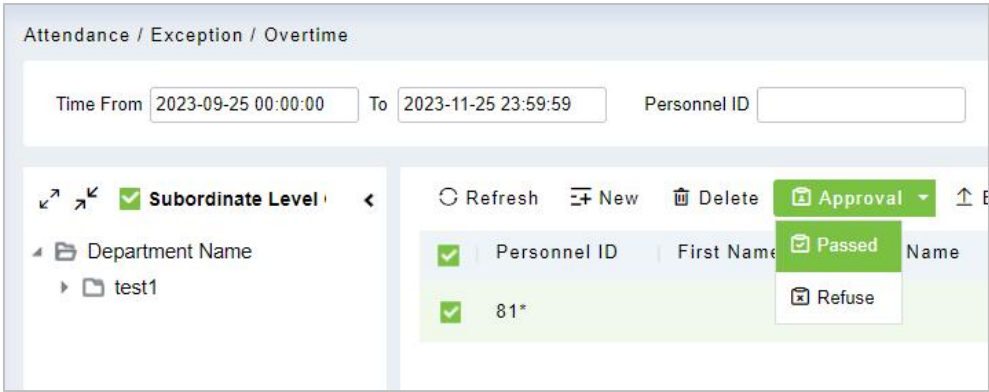 Attendance / Exception / Overtime
Time From 2023-09-25 00:00:00 To 2023-11-25 23:59:59 Personnel ID
Subordinate Level
Refresh New Delete Approval
Department Name
Personnel ID First Name Name
Passed
test1
Refuse
81*